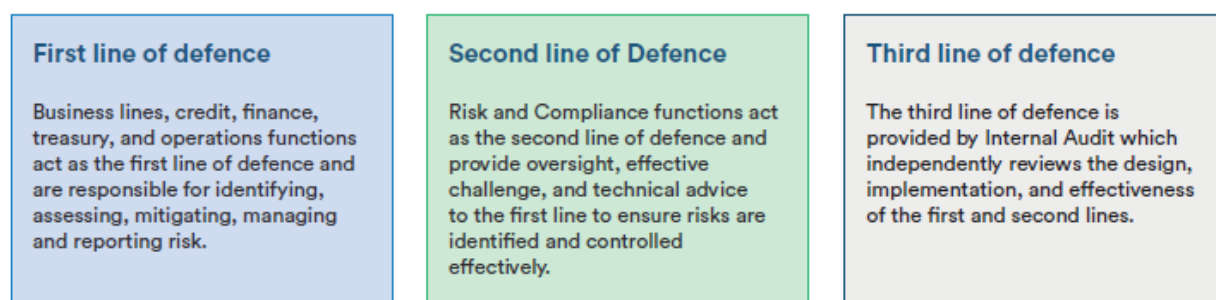 First line of defence
Business lines, credit, finance,
treasury, and operations functions
act as the first line of defence and
are responsible for identifying,
assessing, mitigating, managing
and reporting risk.
Second line of Defence
Risk and Compliance functions act
as the second line of defence and
provide oversight, effective
challenge, and technical advice
to the first line to ensure risks are
identified and controlled
effectively.
Third line of defence
The third line of defence is
provided by Internal Audit which
independently reviews the design,
implementation, and effectiveness
of the first and second lines.